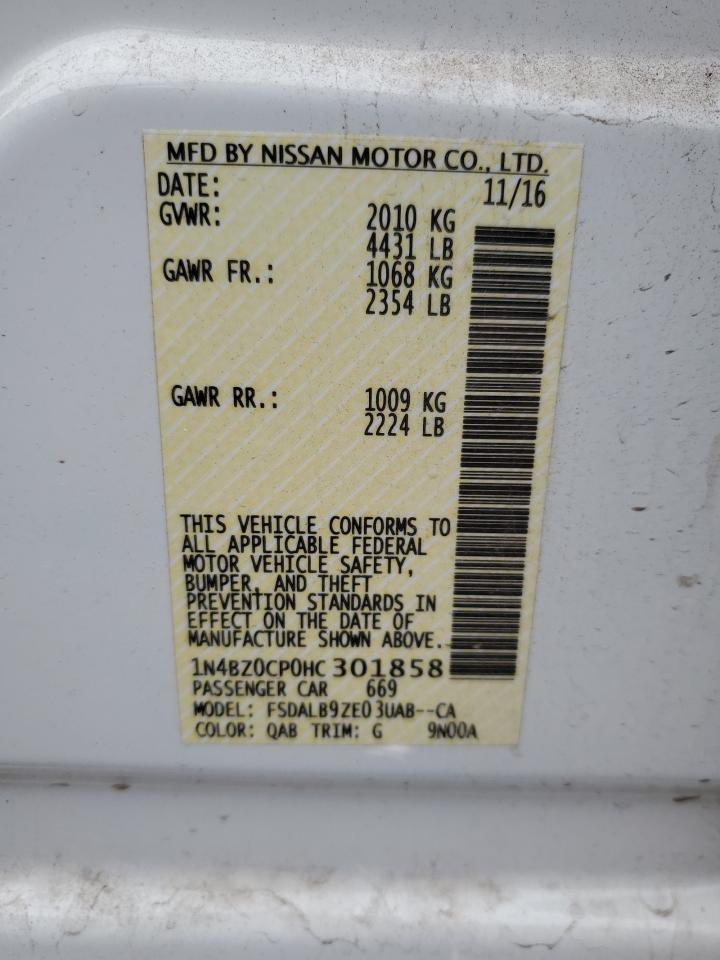 MFD BY NISSAN MOTOR CO., LTD.
DATE: 11/16
GVWR: 2010 KG
4431 LB
GAWR FR.: 1068 KG
2354 LB
GAWR RR.: 1009 KG
2224 LB
THIS VEHICLE CONFORMS TO
ALL APPLICABLE FEDERAL
MOTOR VEHICLE SAFETY,
BUMPER, AND THEFT
PREVENTION STANDARDS IN
EFFECT ON THE DATE OF
MANUFACTURE SHOWN ABOVE.
1N4BZ0CP0HC 301858
PASSENGER CAR 669
MODEL: FSDALB9ZE03UAB--CA
COLOR: QAB TRIM: G 9N00A